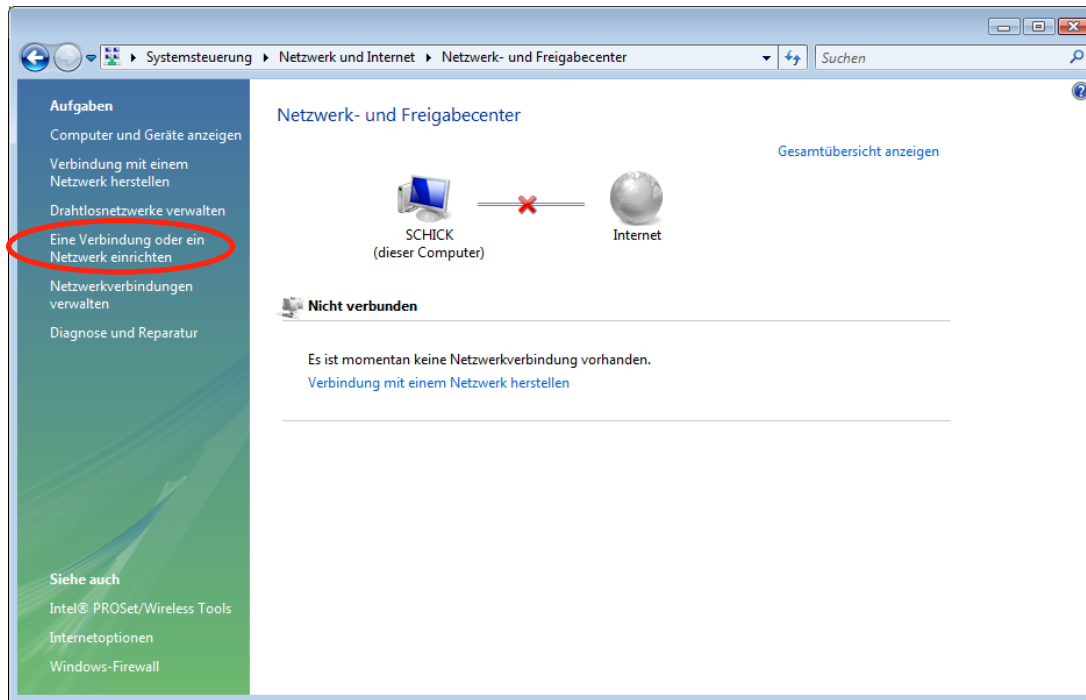 Systemsteuerung
Netzwerk und Internet
Netzwerk- und Freigabecenter
Suchen
Aufgaben
Computer und Geräte anzeigen
Verbindung mit einem
Netzwerk herstellen
Drahtlosnetzwerke verwalten
Eine Verbindung oder ein
Netzwerk einrichten
Netzwerkverbindungen
verwalten
Diagnose und Reparatur
Siehe auch
Intel® PROSet/Wireless Tools
Internetoptionen
Windows-Firewall
Netzwerk- und Freigabecenter
Gesamtübersicht anzeigen
SCHICK
(dieser Computer)
Internet
Nicht verbunden
Es ist momentan keine Netzwerkverbindung vorhanden.
Verbindung mit einem Netzwerk herstellen